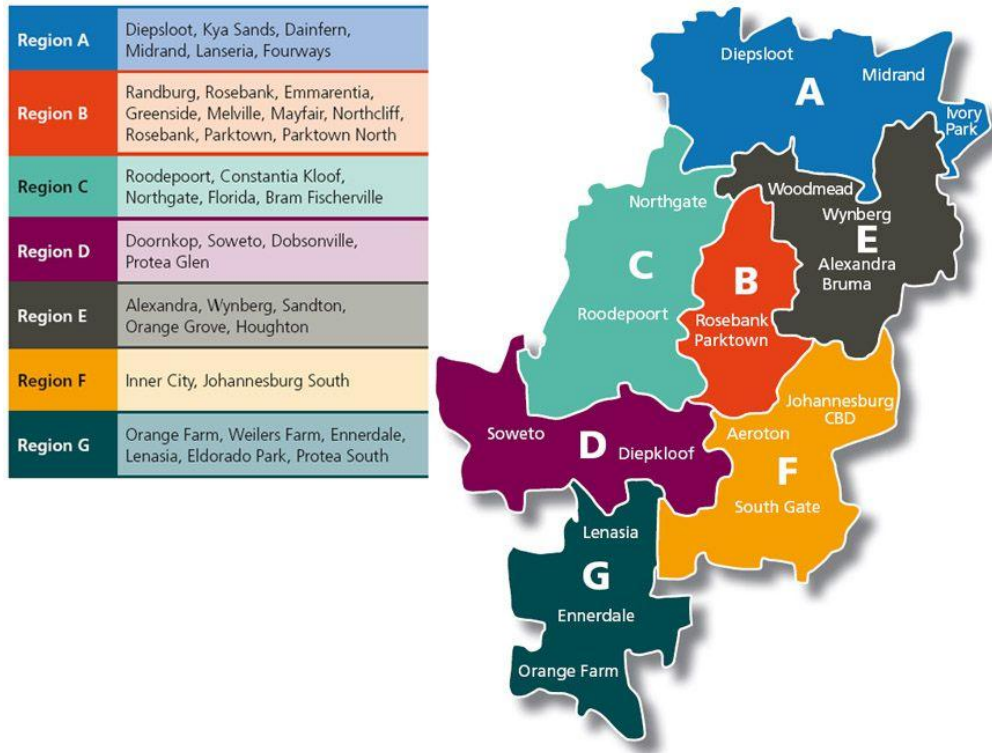 Region A
Diepsloot, Kya Sands, Dainfern,
Midrand, Lanseria, Fourways
Region B
Randburg, Rosebank, Emmarentia,
Greenside, Melville, Mayfair, Northcliff,
Rosebank, Parktown, Parktown North
Region C
Roodepoort, Constantia Kloof,
Northgate, Florida, Bram Fischerville
Region D
Doornkop, Soweto, Dobsonville,
Protea Glen
Region E
Alexandra, Wynberg, Sandton,
Orange Grove, Houghton
Region F
Inner City, Johannesburg South
Region G
Orange Farm, Weilers Farm, Ennerdale,
Lenasia, Eldorado Park, Protea South
Diepsloot
Midrand
A
Ivory
Park
Woodmead
Northgate
Wynberg
E
C
B
Alexandra
Bruma
Roodepoort
Rosebank
Parktown
Johannesburg
CBD
Soweto
D
Diepkloof
Aeroton
F
South Gate
Lenasia
G
Ennerdale
Orange Farm